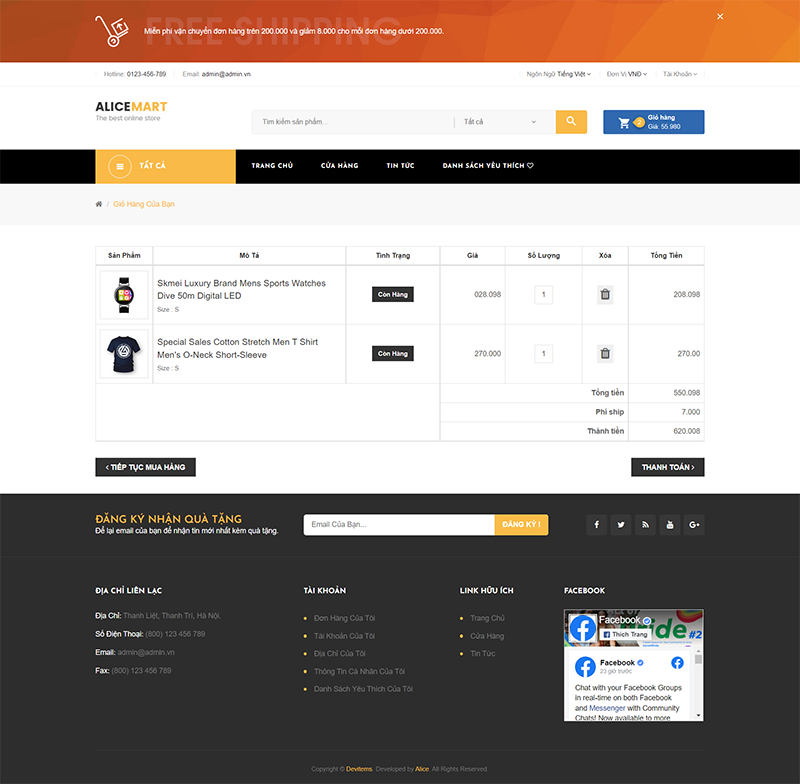 FREE SHIPPING
Miễn phí vận chuyển đơn hàng trên 200.000 và giảm 8.000 cho mỗi đơn hàng dưới 200.000.
Hotline: 0123-456-789 Email: admin@admin.vn Ngôn Ngữ Tiếng Việt Đơn Vị VNĐ Tài Khoản
ALICEMART
The best online store
Tìm kiếm sản phẩm... Tất cả
2 Giỏ hàng
Giá: 55.980
TẤT CẢ TRANG CHỦ CỬA HÀNG TIN TỨC DANH SÁCH YÊU THÍCH
/ Giỏ Hàng Của Bạn
Sản Phẩm Mô Tả Tình Trạng Giá Số Lượng Xóa Tổng Tiền
Skmei Luxury Brand Mens Sports Watches
Dive 50m Digital LED
Size : S
Còn Hàng 028.098 1 208.098
Special Sales Cotton Stretch Men T Shirt
Men's O-Neck Short-Sleeve
Size : S
Còn Hàng 270.000 1 270.00
Tổng tiền 550.098
Phí ship 7.000
Thành tiền 620.008
‹ TIẾP TỤC MUA HÀNG THANH TOÁN ›
ĐĂNG KÝ NHẬN QUÀ TẶNG
Để lại email của bạn để nhận tin mới nhất kèm quà tặng.
Email Của Bạn... ĐĂNG KÝ !
ĐỊA CHỈ LIÊN LẠC
Địa Chỉ: Thanh Liệt, Thanh Trì, Hà Nội.
Số Điện Thoại: (800) 123 456 789
Email: admin@admin.vn
Fax: (800) 123 456 789
TÀI KHOẢN
Đơn Hàng Của Tôi
Tài Khoản Của Tôi
Địa Chỉ Của Tôi
Thông Tin Cá Nhân Của Tôi
Danh Sách Yêu Thích Của Tôi
LINK HỮU ÍCH
Trang Chủ
Cửa Hàng
Tin Tức
FACEBOOK
Facebook
Thích Trang
#2
Facebook
23 giờ trước
Chat with your Facebook Groups
in real-time on both Facebook
and Messenger with Community
Chats! Now available to more
Copyright © Devitems. Developed by Alice. All Rights Reserved.